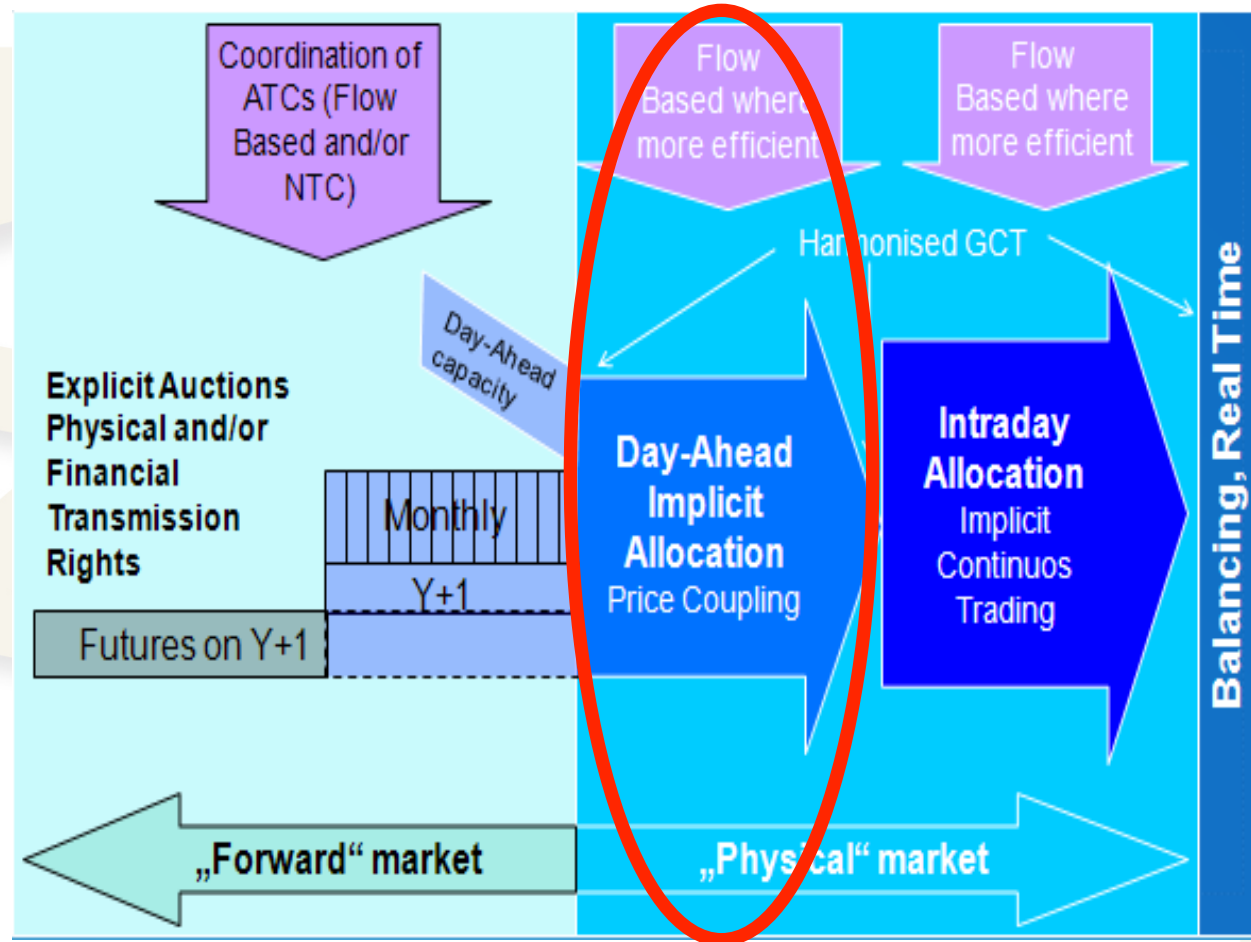 Coordination of
ATCs (Flow
Based and/or
NTC)
Flow
Based where
more efficient
Flow
Based where
more efficient
Harmonised GCT
Day-Ahead
capacity
Explicit Auctions
Physical and/or
Financial
Transmission
Rights
Monthly
Y+1
Futures on Y+1
Day-Ahead
Implicit
Allocation
Price Coupling
Intraday
Allocation
Implicit
Continuos
Trading
Balancing, Real Time
„Forward“ market
„Physical“ market